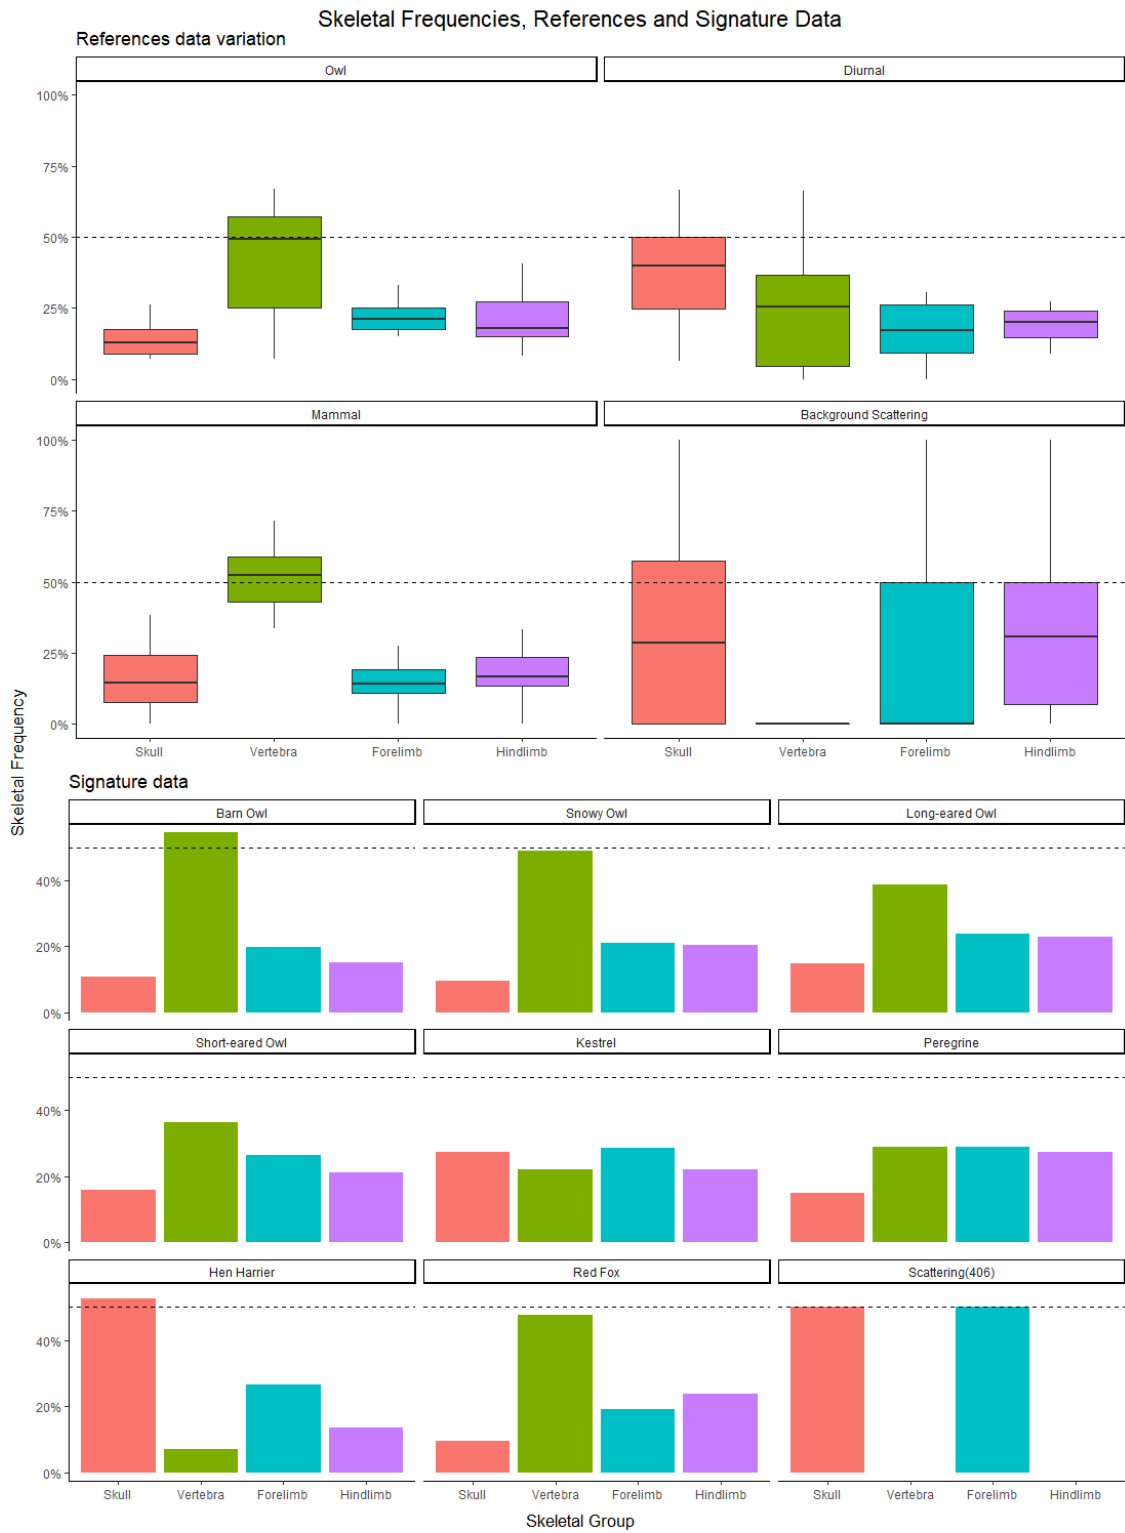 Skeletal Frequencies, References and Signature Data
References data variation
Owl
Diurnal
100%
75%
50%
25%
0%
Mammal
Background Scattering
100%
75%
50%
25%
0%
Skull Vertebra Forelimb Hindlimb
Skull Vertebra Forelimb Hindlimb
Skeletal Frequency
Signature data
Barn Owl
Snowy Owl
Long-eared Owl
40%
20%
0%
Short-eared Owl
Kestrel
Peregrine
40%
20%
0%
Hen Harrier
Red Fox
Scattering(406)
40%
20%
0%
Skull Vertebra Forelimb Hindlimb
Skull Vertebra Forelimb Hindlimb
Skull Vertebra Forelimb Hindlimb
Skeletal Group